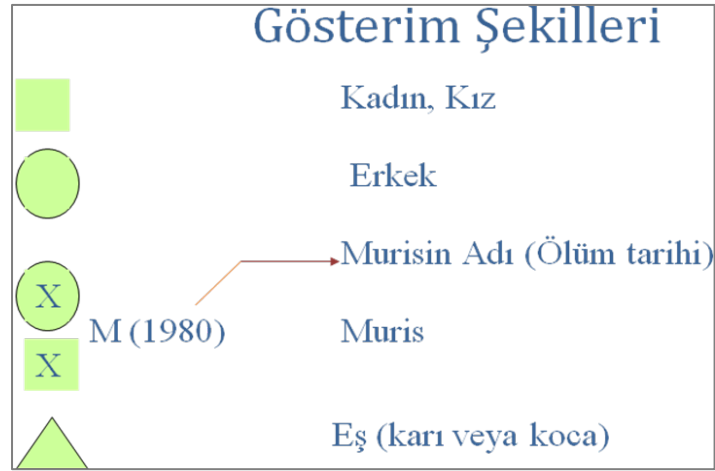 Gösterim Şekilleri
Kadın, Kız
Erkek
Murisin Adı (Ölüm tarihi)
X
M (1980)
Muris
X
Eş (karı veya koca)